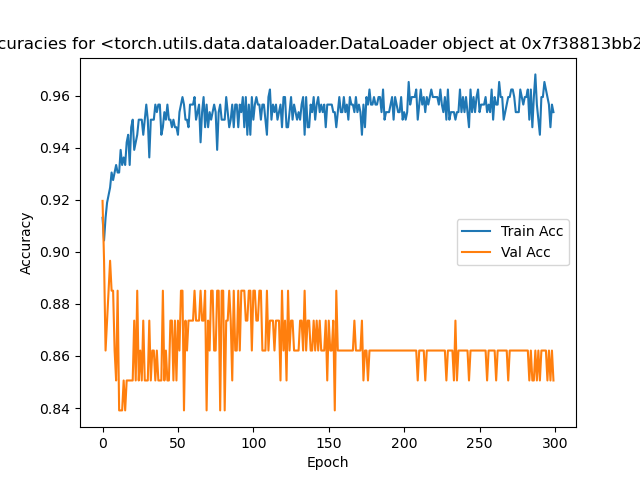 curacies for <torch.utils.data.dataloader.DataLoader object at 0x7f38813bb2
0.96
0.94
0.92
0.90
0.88
0.86
0.84
Accuracy
Train Acc
Val Acc
0
50
100
150
200
250
300
Epoch